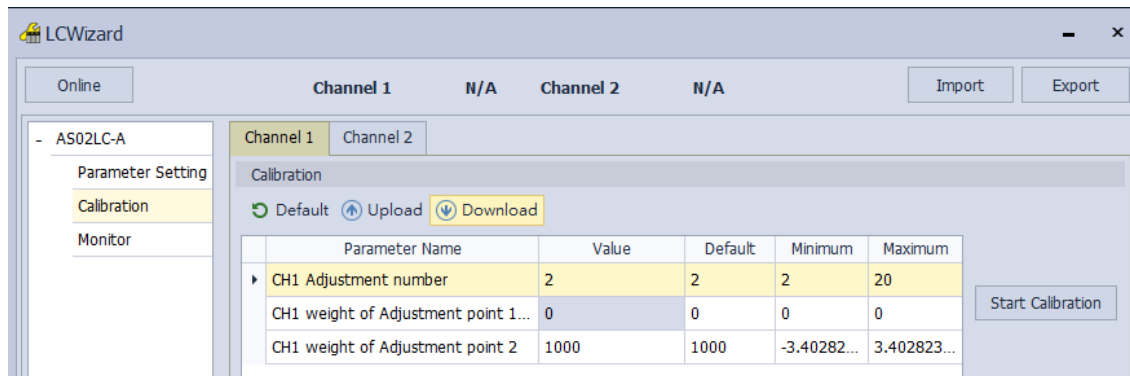 LCWizard
Online Channel 1 N/A Channel 2 N/A Import Export
- AS02LC-A
Parameter Setting
Calibration
Monitor
Channel 1 Channel 2
Calibration
Default Upload Download
Parameter Name Value Default Minimum Maximum
CH1 Adjustment number 2 2 2 20
CH1 weight of Adjustment point 1... 0 0 0 0
CH1 weight of Adjustment point 2 1000 1000 -3.40282... 3.402823...
Start Calibration